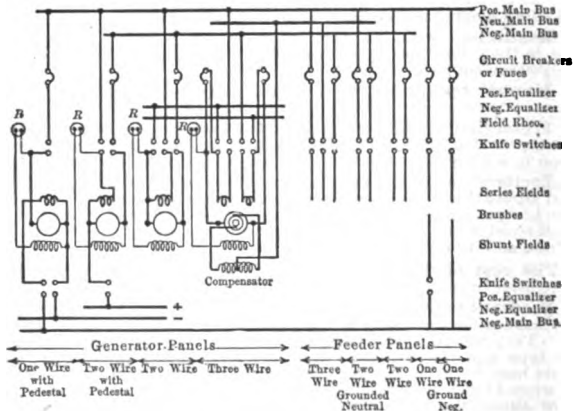 Pos. Main Bus
Neu. Main Bus
Neg. Main Bus
Circuit Breakers
or Fuses
Pos. Equalizer
Neg. Equalizer
Field Rheo.
R R R R
Knife Switches
Series Fields
Brushes
Shunt Fields
Compensator
Knife Switches
+ Pos. Equalizer
− Neg. Equalizer
Neg. Main Bus.
Generator Panels Feeder Panels
One Wire with Pedestal
Two Wire with Pedestal
Two Wire
Three Wire
Three Wire
Two Wire Grounded Neutral
Two Wire
One Wire
One Wire Ground Neg.